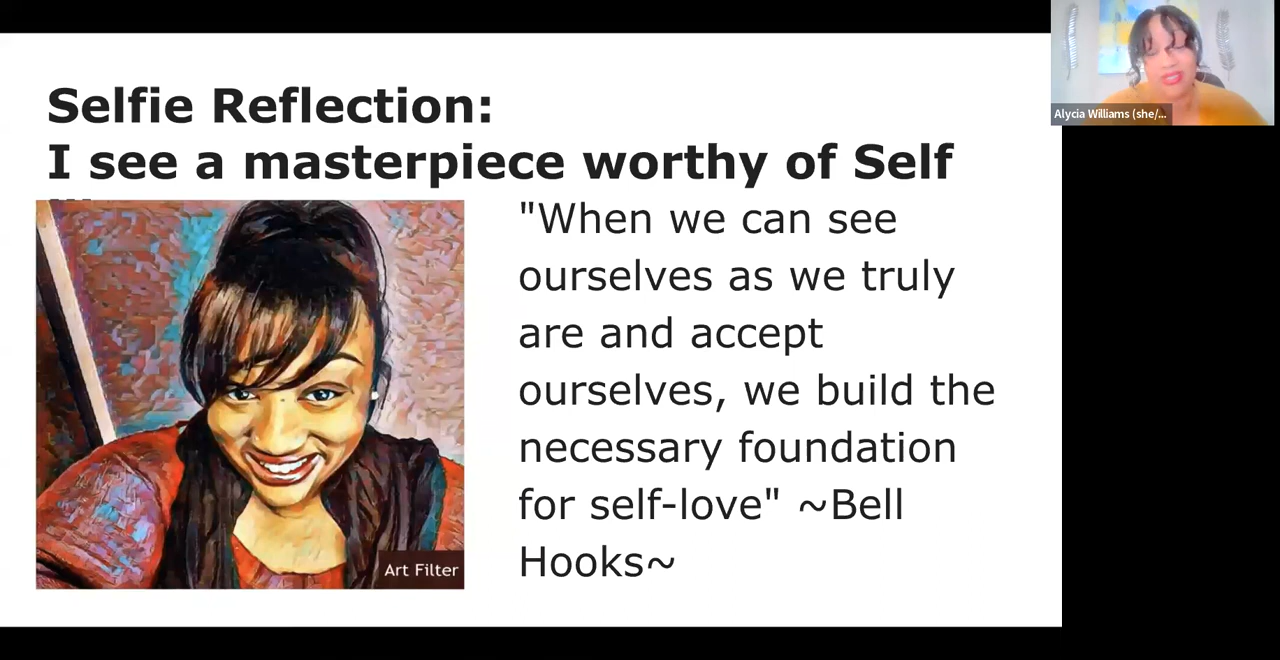 Selfie Reflection:
I see a masterpiece worthy of Self
"When we can see
ourselves as we truly
are and accept
ourselves, we build the
necessary foundation
for self-love" ~Bell
Hooks~
Art Filter
Alycia Williams (she/...